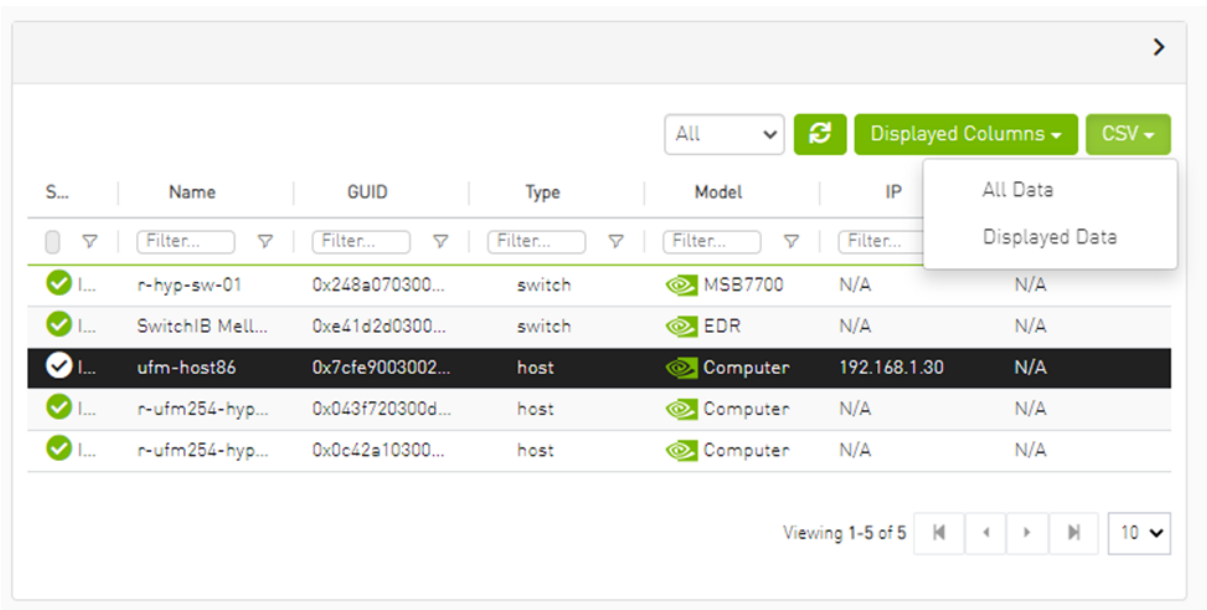 All Displayed Columns CSV
All Data
Displayed Data
S... Name GUID Type Model IP
Filter... Filter... Filter... Filter... Filter...
I... r-hyp-sw-01 0x248a070300... switch MSB7700 N/A N/A
I... SwitchIB Mell... 0xe41d2d0300... switch EDR N/A N/A
I... ufm-host86 0x7cfe9003002... host Computer 192.168.1.30 N/A
I... r-ufm254-hyp... 0x043f720300d... host Computer N/A N/A
I... r-ufm254-hyp... 0x0c42a10300... host Computer N/A N/A
Viewing 1-5 of 5 10